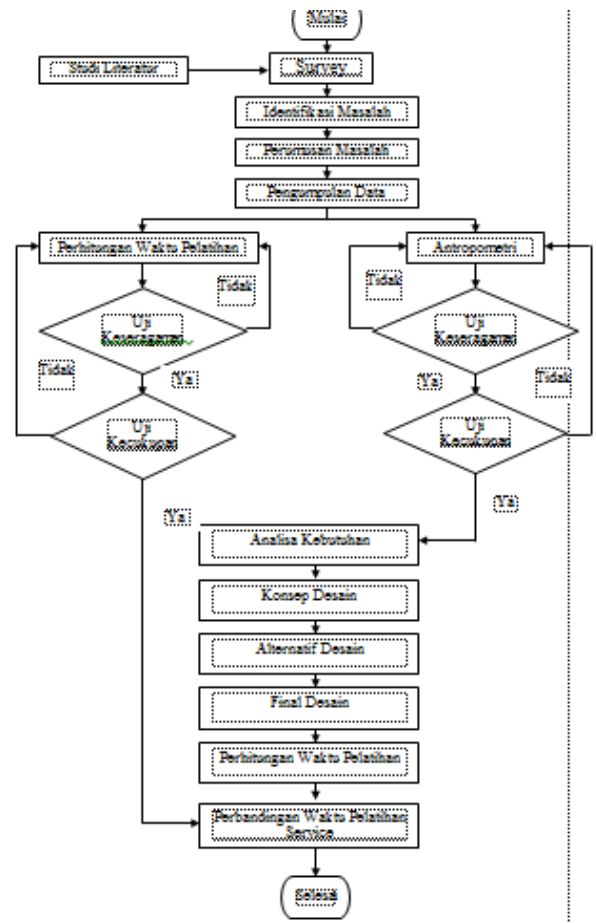 Mulai
Studi Literatur
Survey
Identifikasi Masalah
Perumusan Masalah
Pengumpulan Data
Perhitungan Waktu Pelatihan
Antropometri
Tidak
Tidak
Uji
Keseragaman
Uji
Keseragaman
Tidak
Ya
Ya
Tidak
Uji
Kecukupan
Uji
Kecukupan
Ya
Ya
Analisa Kebutuhan
Konsep Desain
Alternatif Desain
Final Desain
Perhitungan Waktu Pelatihan
Perbandingan Waktu Pelatihan
Service
Selesai